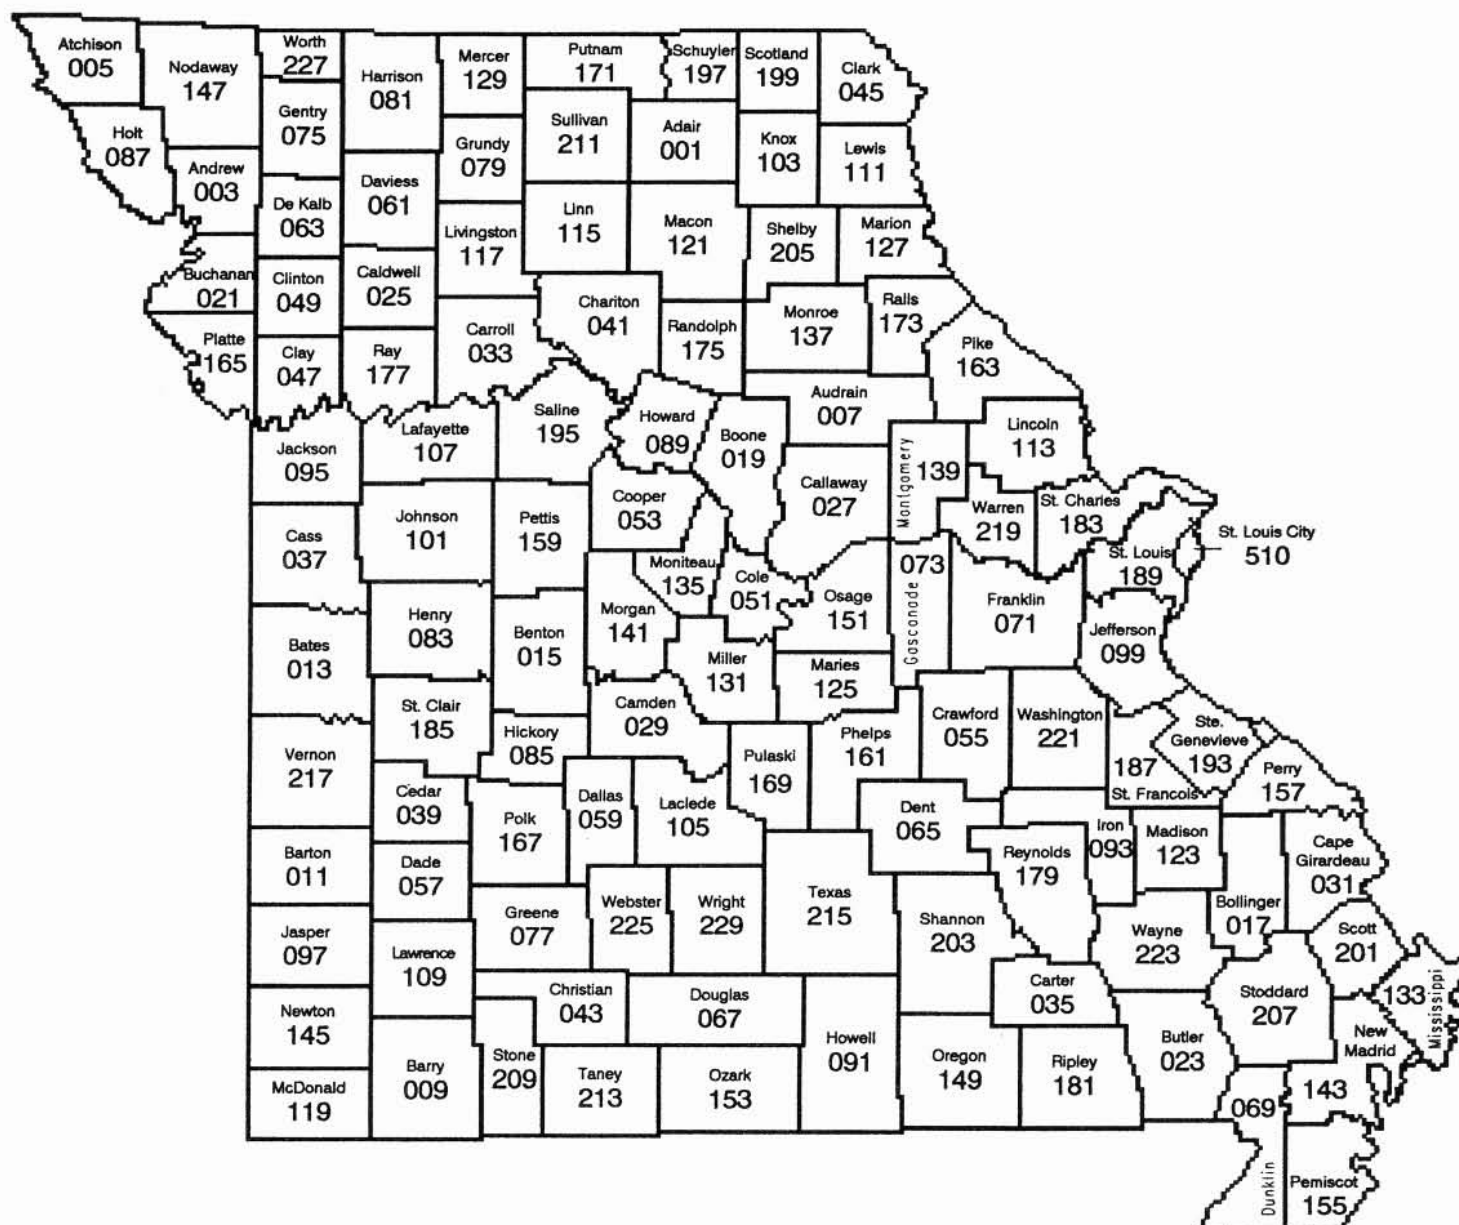 Atchison
005
Nodaway
147
Worth
227
Harrison
081
Mercer
129
Putnam
171
Schuyler
197
Scotland
199
Clark
045
Gentry
075
Holt
087
Andrew
003
Grundy
079
Sullivan
211
Adair
001
Knox
103
Lewis
111
De Kalb
063
Daviess
061
Livingston
117
Linn
115
Macon
121
Shelby
205
Marion
127
Buchanan
021
Clinton
049
Caldwell
025
Chariton
041
Randolph
175
Monroe
137
Ralls
173
Platte
165
Clay
047
Ray
177
Carroll
033
Pike
163
Audrain
007
Jackson
095
Lafayette
107
Saline
195
Howard
089
Boone
019
Callaway
027
Montgomery
139
Lincoln
113
Warren
219
St. Charles
183
St. Louis
189
St. Louis City
510
Cass
037
Johnson
101
Pettis
159
Cooper
053
Moniteau
135
Cole
051
Osage
151
073
Gasconade
Franklin
071
Jefferson
099
Bates
013
Henry
083
Benton
015
Morgan
141
Miller
131
Maries
125
St. Clair
185
Hickory
085
Camden
029
Pulaski
169
Phelps
161
Crawford
055
Washington
221
187
St. Francois
Ste.
Genevieve
193
Perry
157
Vernon
217
Cedar
039
Polk
167
Dallas
059
Laclede
105
Dent
065
Iron
093
Madison
123
Reynolds
179
Cape
Girardeau
031
Bollinger
017
Barton
011
Dade
057
Greene
077
Webster
225
Wright
229
Texas
215
Shannon
203
Wayne
223
Scott
201
Jasper
097
Lawrence
109
Christian
043
Douglas
067
Carter
035
Stoddard
207
133
Mississippi
Newton
145
Howell
091
Oregon
149
Ripley
181
Butler
023
New
Madrid
143
McDonald
119
Barry
009
Stone
209
Taney
213
Ozark
153
069
Dunklin
Pemiscot
155